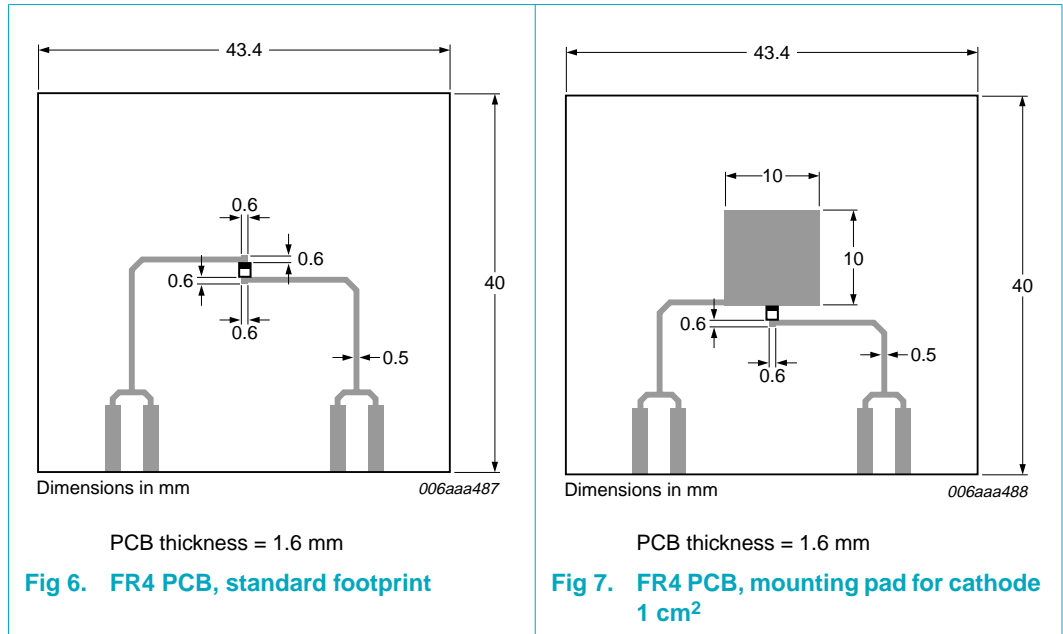 43.4
0.6
0.6
0.6
0.6
40
0.5
Dimensions in mm
006aaa487
PCB thickness = 1.6 mm
Fig 6. FR4 PCB, standard footprint
43.4
10
10
40
0.6
0.6
0.5
Dimensions in mm
006aaa488
PCB thickness = 1.6 mm
Fig 7. FR4 PCB, mounting pad for cathode
1 cm²